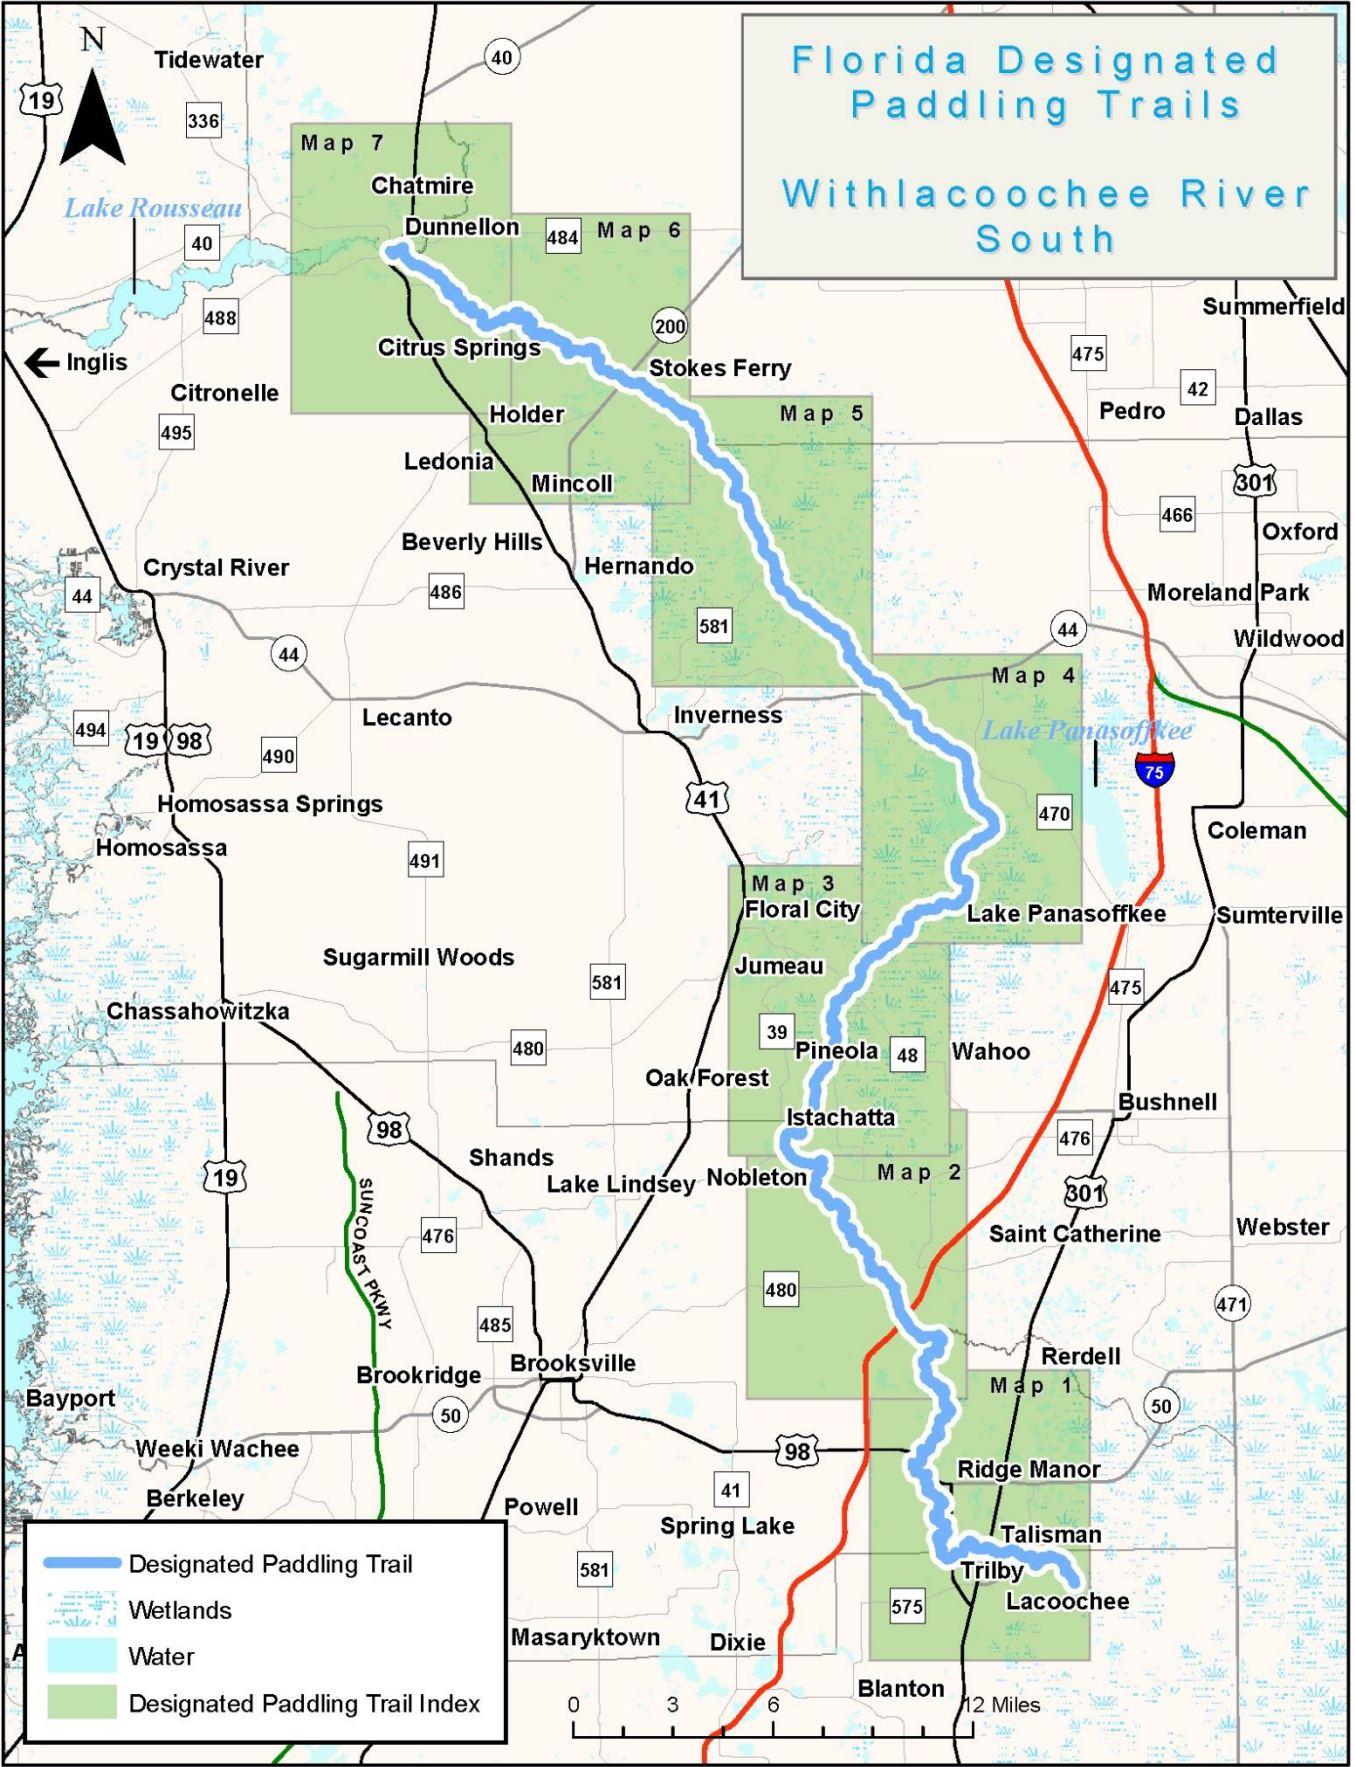 Florida Designated
Paddling Trails
Withlacoochee River
South
N
Tidewater
40
19
336
Map 7
Chatmire
Lake Rousseau
Dunnellon
484
Map 6
40
488
200
Summerfield
Inglis
Citrus Springs
475
Stokes Ferry
Citronelle
42
Pedro
Dallas
Holder
Map 5
495
Ledonia
Mincoll
301
466
Oxford
Beverly Hills
Hernando
Crystal River
486
44
Moreland Park
581
44
Wildwood
44
Map 4
Lecanto
Inverness
494
19
98
490
Lake Panasoffkee
75
41
Homosassa Springs
470
Homosassa
491
Coleman
Map 3
Floral City
Lake Panasoffkee
Sumterville
Sugarmill Woods
Jumeau
581
475
Chassahowitzka
39
480
Pineola
48
Wahoo
Oak Forest
Bushnell
Istachatta
98
476
Shands
19
Lake Lindsey
Nobleton
Map 2
301
SUNCOAST PKWY
476
Saint Catherine
Webster
480
471
485
Brooksville
Rerdell
Brookridge
Map 1
Bayport
50
50
Weeki Wachee
98
Ridge Manor
Berkeley
41
Powell
Spring Lake
Talisman
581
Trilby
Lacoochee
575
Masaryktown
Dixie
Blanton
Designated Paddling Trail
Wetlands
Water
Designated Paddling Trail Index
0 3 6 12 Miles